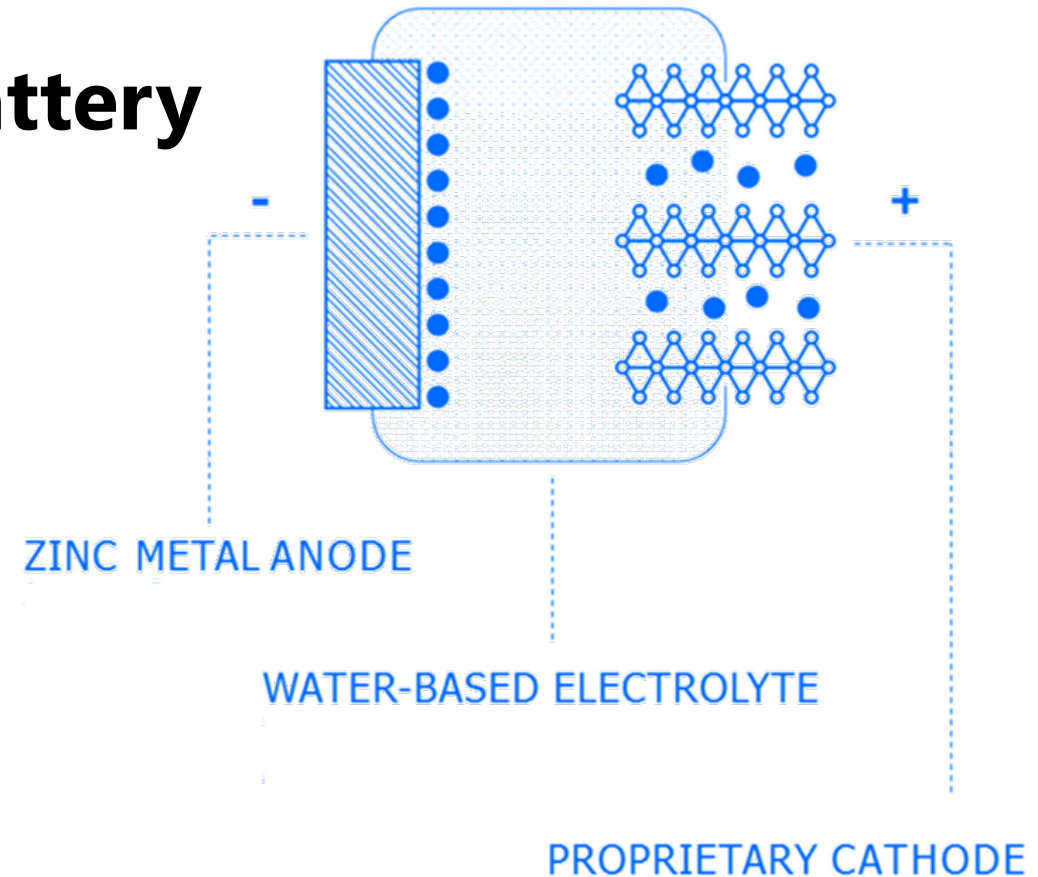 ttery
-
+
ZINC METAL ANODE
WATER-BASED ELECTROLYTE
PROPRIETARY CATHODE